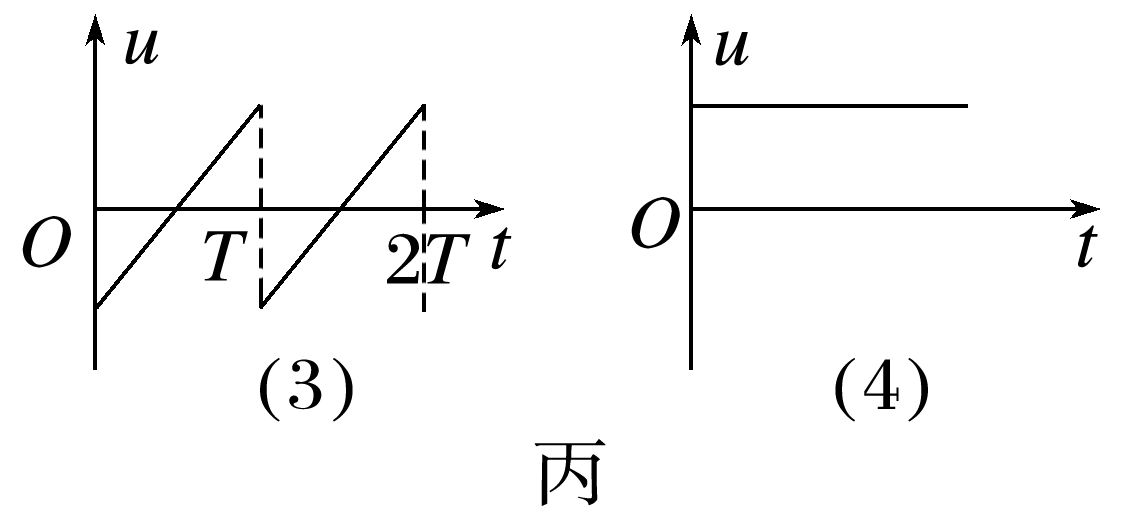 u u
O T 2T t O t
(3) (4)
丙